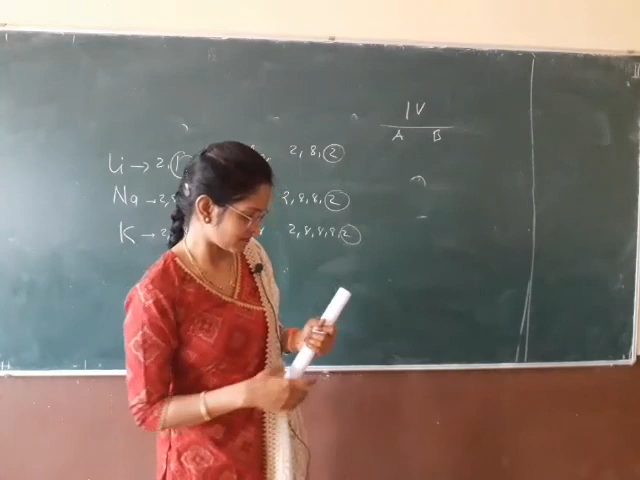 IV
A B
Li → 2, 1 2, 8, 2
Na → 2, 8 2, 8, 8, 2
K → 2, 2, 8, 8, 8, 2